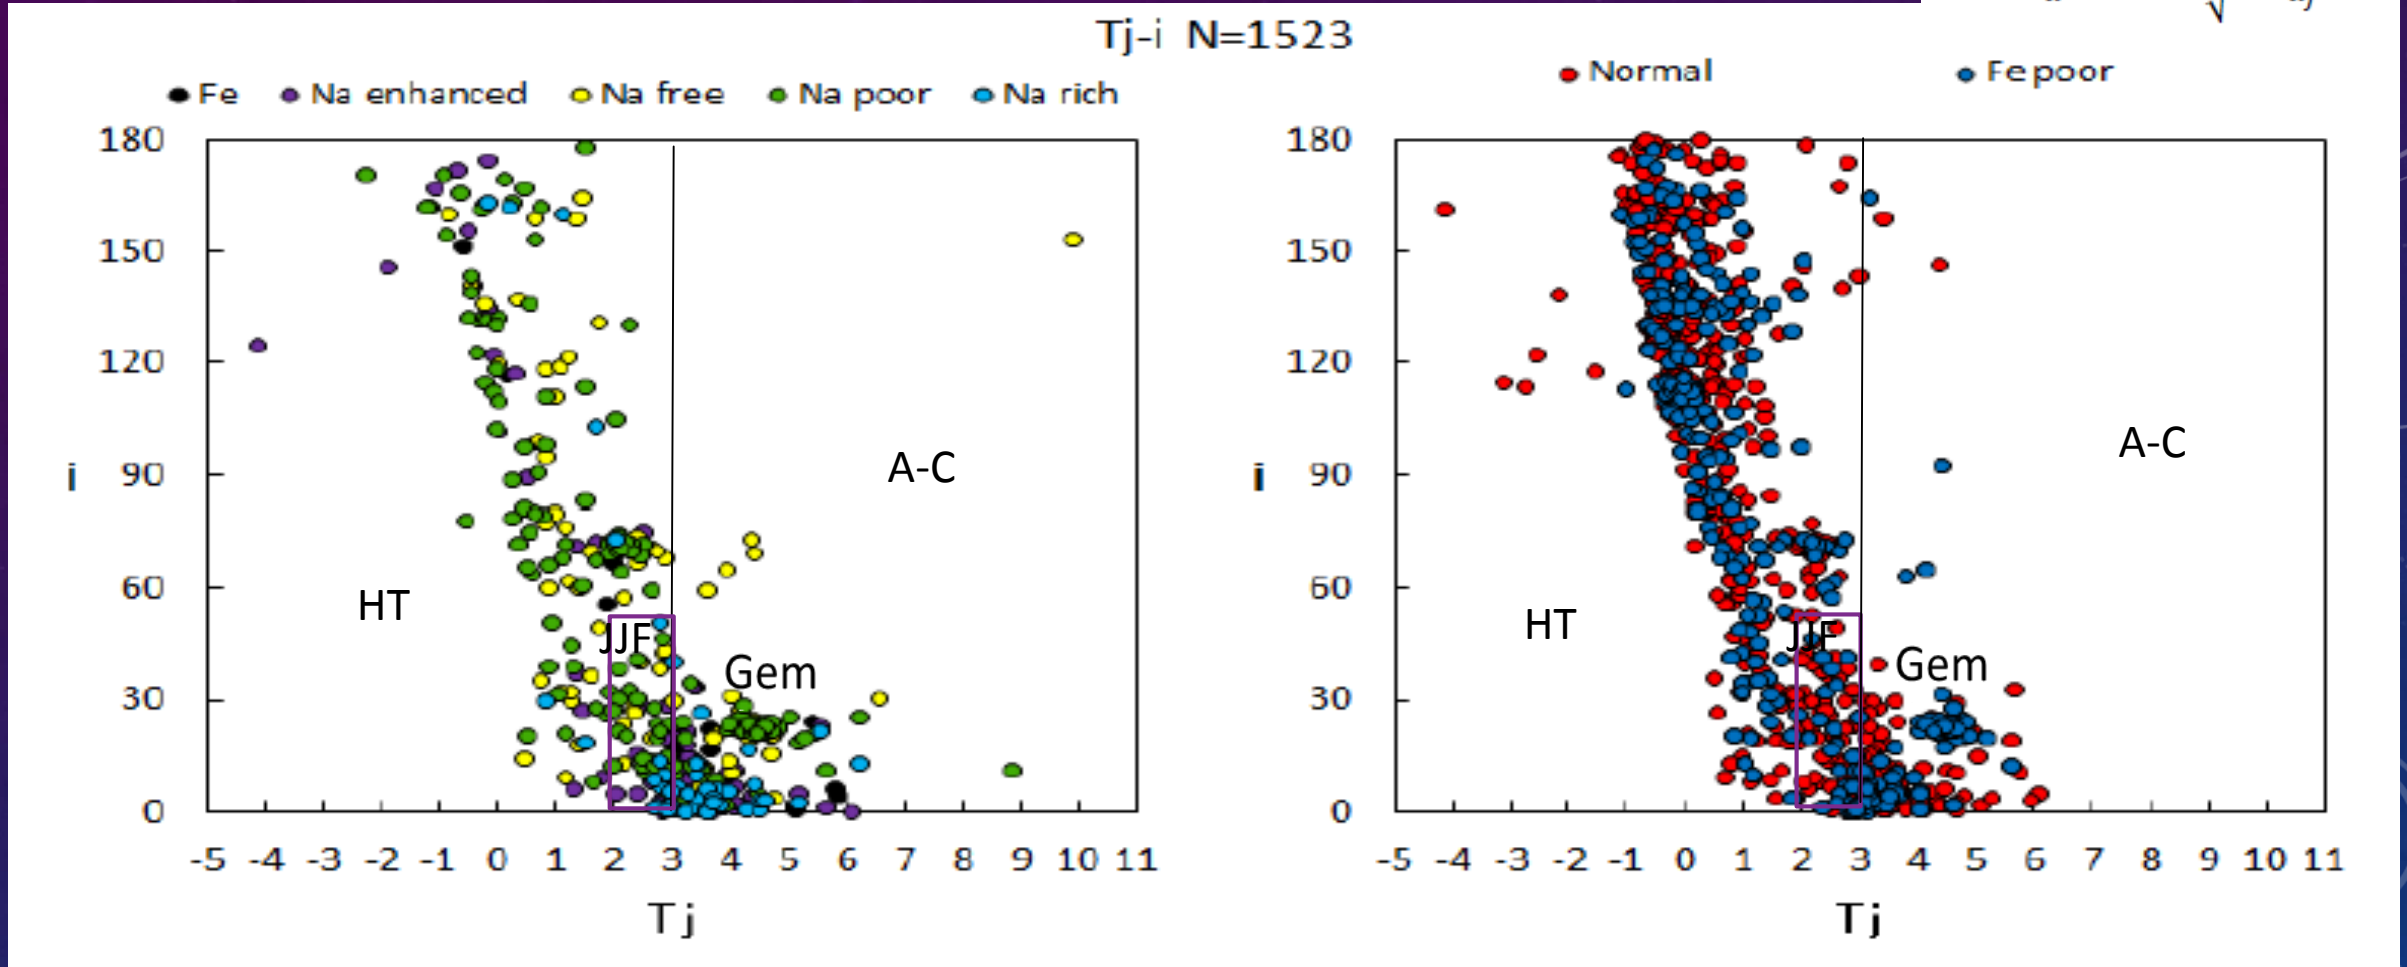 Tj-i N=1523
Fe Na enhanced Na free Na poor Na rich
Normal Fe poor
180
150
120
90
60
30
0
i
HT
JJF
Gem
A-C
-5 -4 -3 -2 -1 0 1 2 3 4 5 6 7 8 9 10 11
Tj
180
150
120
90
60
30
0
i
HT
JJF
Gem
A-C
-5 -4 -3 -2 -1 0 1 2 3 4 5 6 7 8 9 10 11
Tj